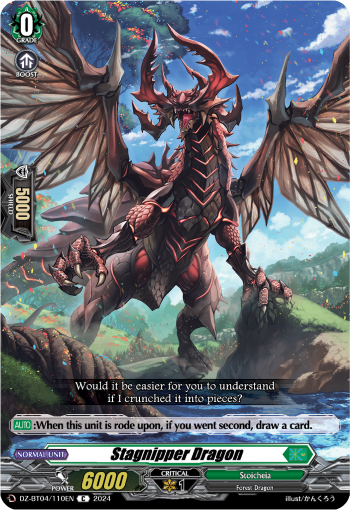 0
GRADE
BOOST
5000
SHIELD
Would it be easier for you to understand
if I crunched it into pieces?
AUTO:When this unit is rode upon, if you went second, draw a card.
NORMAL UNIT
Stagnipper Dragon
POWER 6000
CRITICAL
1
Stoicheia
Forest Dragon
DZ-BT04/110EN C 2024
illust/かんくろう